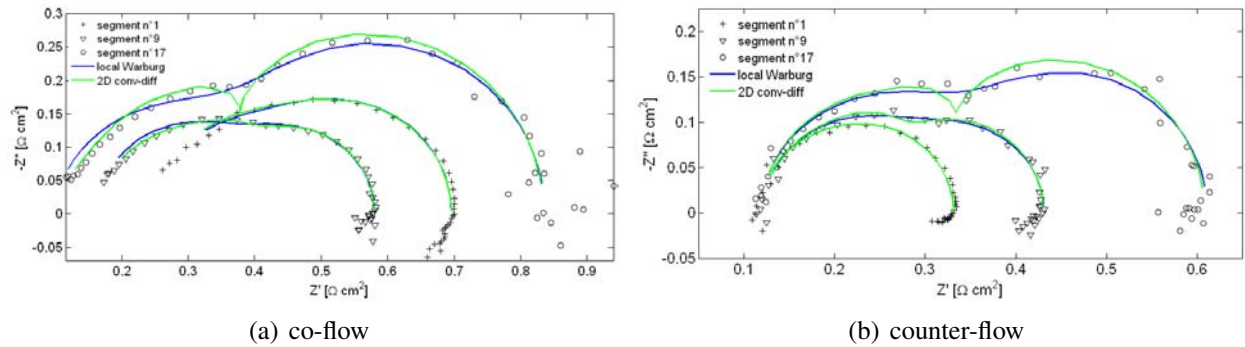 0.3
0.25
0.2
0.15
0.1
0.05
0
-0.05
-Z" [Ω cm²]
segment n°1
segment n°9
segment n°17
local Warburg
2D conv-diff
0.2 0.3 0.4 0.5 0.6 0.7 0.8 0.9
Z' [Ω cm²]
(a) co-flow
0.2
0.15
0.1
0.05
0
-0.05
-Z" [Ω cm²]
segment n°1
segment n°9
segment n°17
local Warburg
2D conv-diff
0.1 0.2 0.3 0.4 0.5 0.6
Z' [Ω cm²]
(b) counter-flow